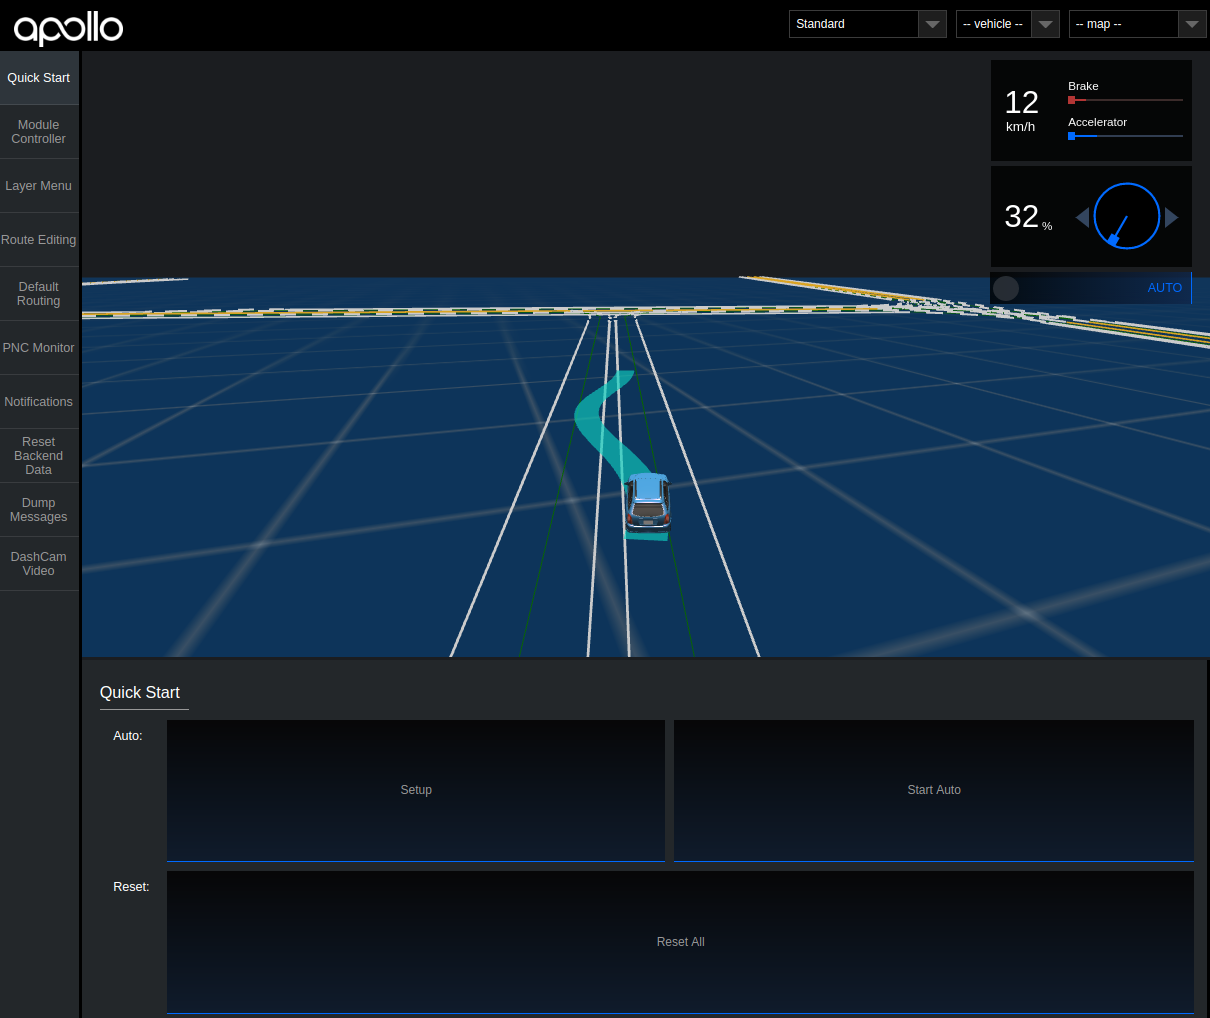 apollo
Standard
-- vehicle --
-- map --
Quick Start
Module
Controller
Layer Menu
Route Editing
Default
Routing
PNC Monitor
Notifications
Reset
Backend
Data
Dump
Messages
DashCam
Video
12
km/h
Brake
Accelerator
32 %
AUTO
Quick Start
Auto:
Setup
Start Auto
Reset:
Reset All